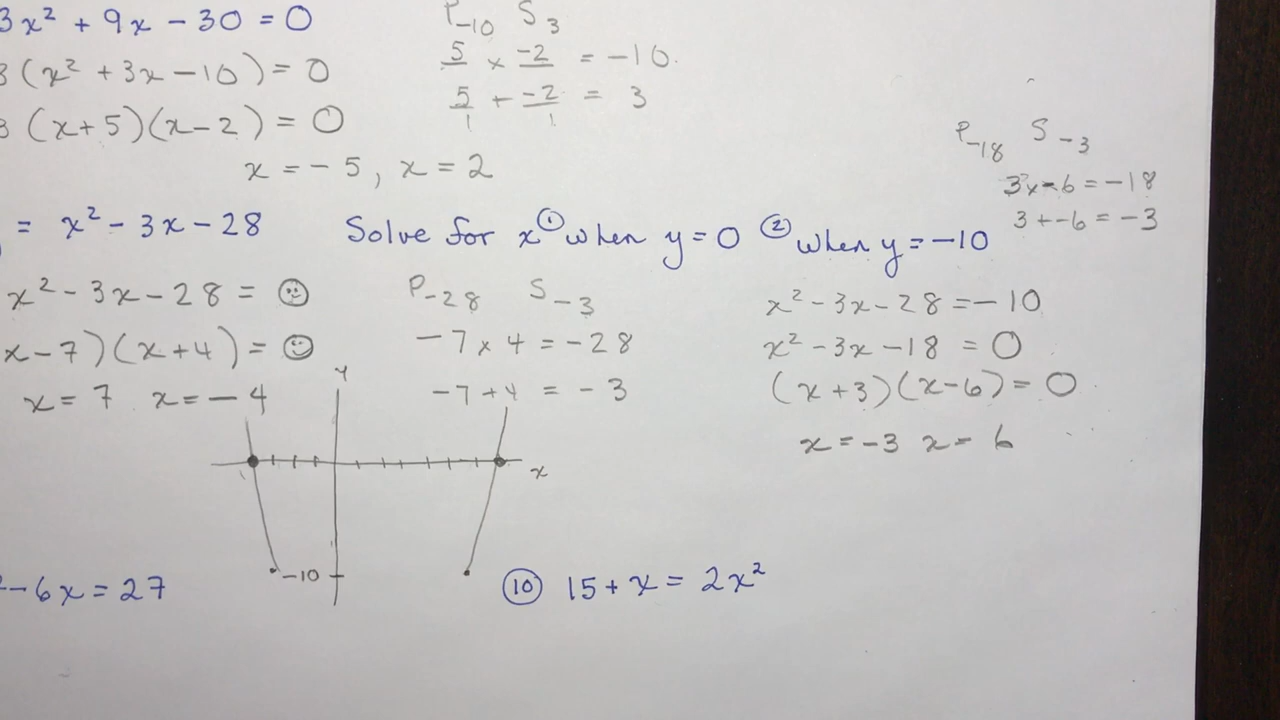 3x² + 9x - 30 = 0
3(x² + 3x - 10) = 0
3(x+5)(x-2) = 0
x = -5, x = 2
P-10 S3
5 × -2 = -10.
5 + -2 = 3
= x² - 3x - 28 Solve for x ① when y=0 ② when y=-10
x² - 3x - 28 = ☺
x-7)(x+4) = ☺
x=7 x=-4
P-28 S-3
-7 × 4 = -28
-7+4 = -3
P-18 S-3
3x-6 = -18
3+-6 = -3
x² - 3x - 28 = -10
x² - 3x - 18 = 0
(x+3)(x-6) = 0
x = -3 x = 6
y
x
-10
² - 6x = 27
⑩ 15 + x = 2x²